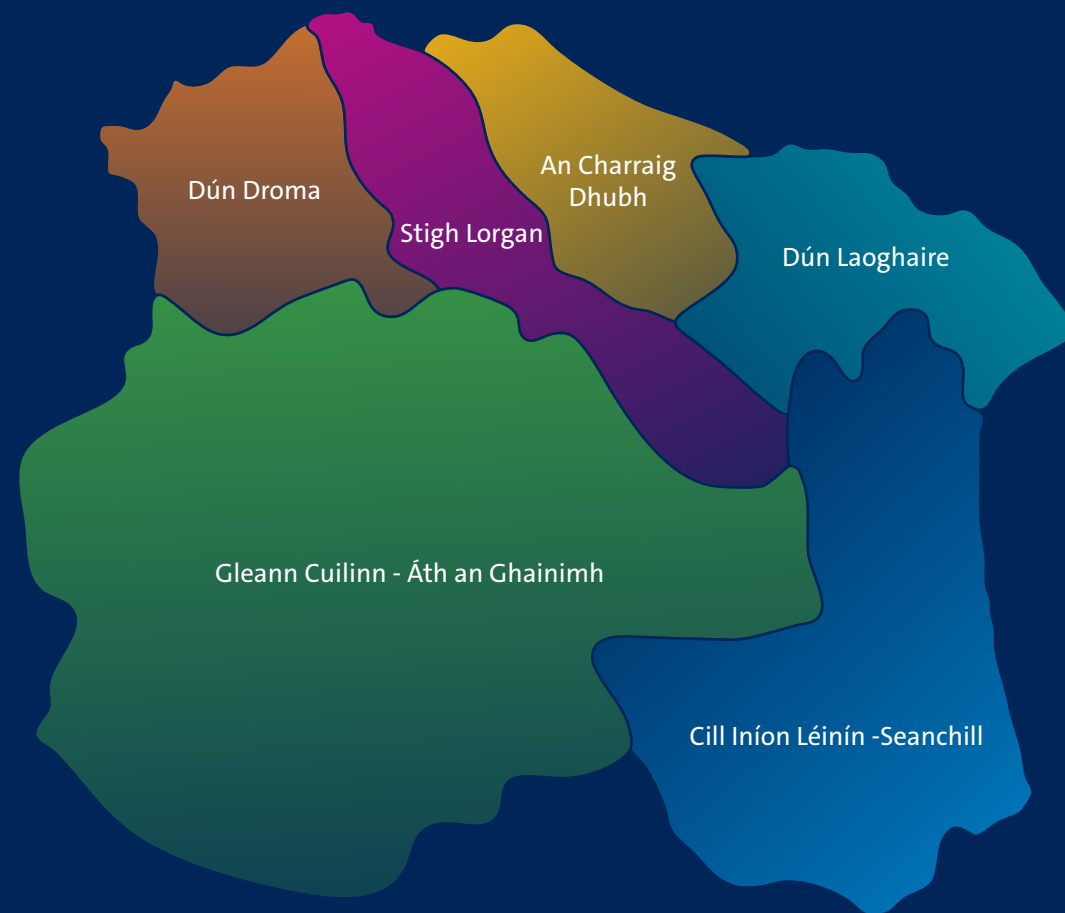 Dún Droma
Stigh Lorgan
An Charraig
Dhubh
Dún Laoghaire
Gleann Cuilinn - Áth an Ghainimh
Cill Iníon Léinín -Seanchill